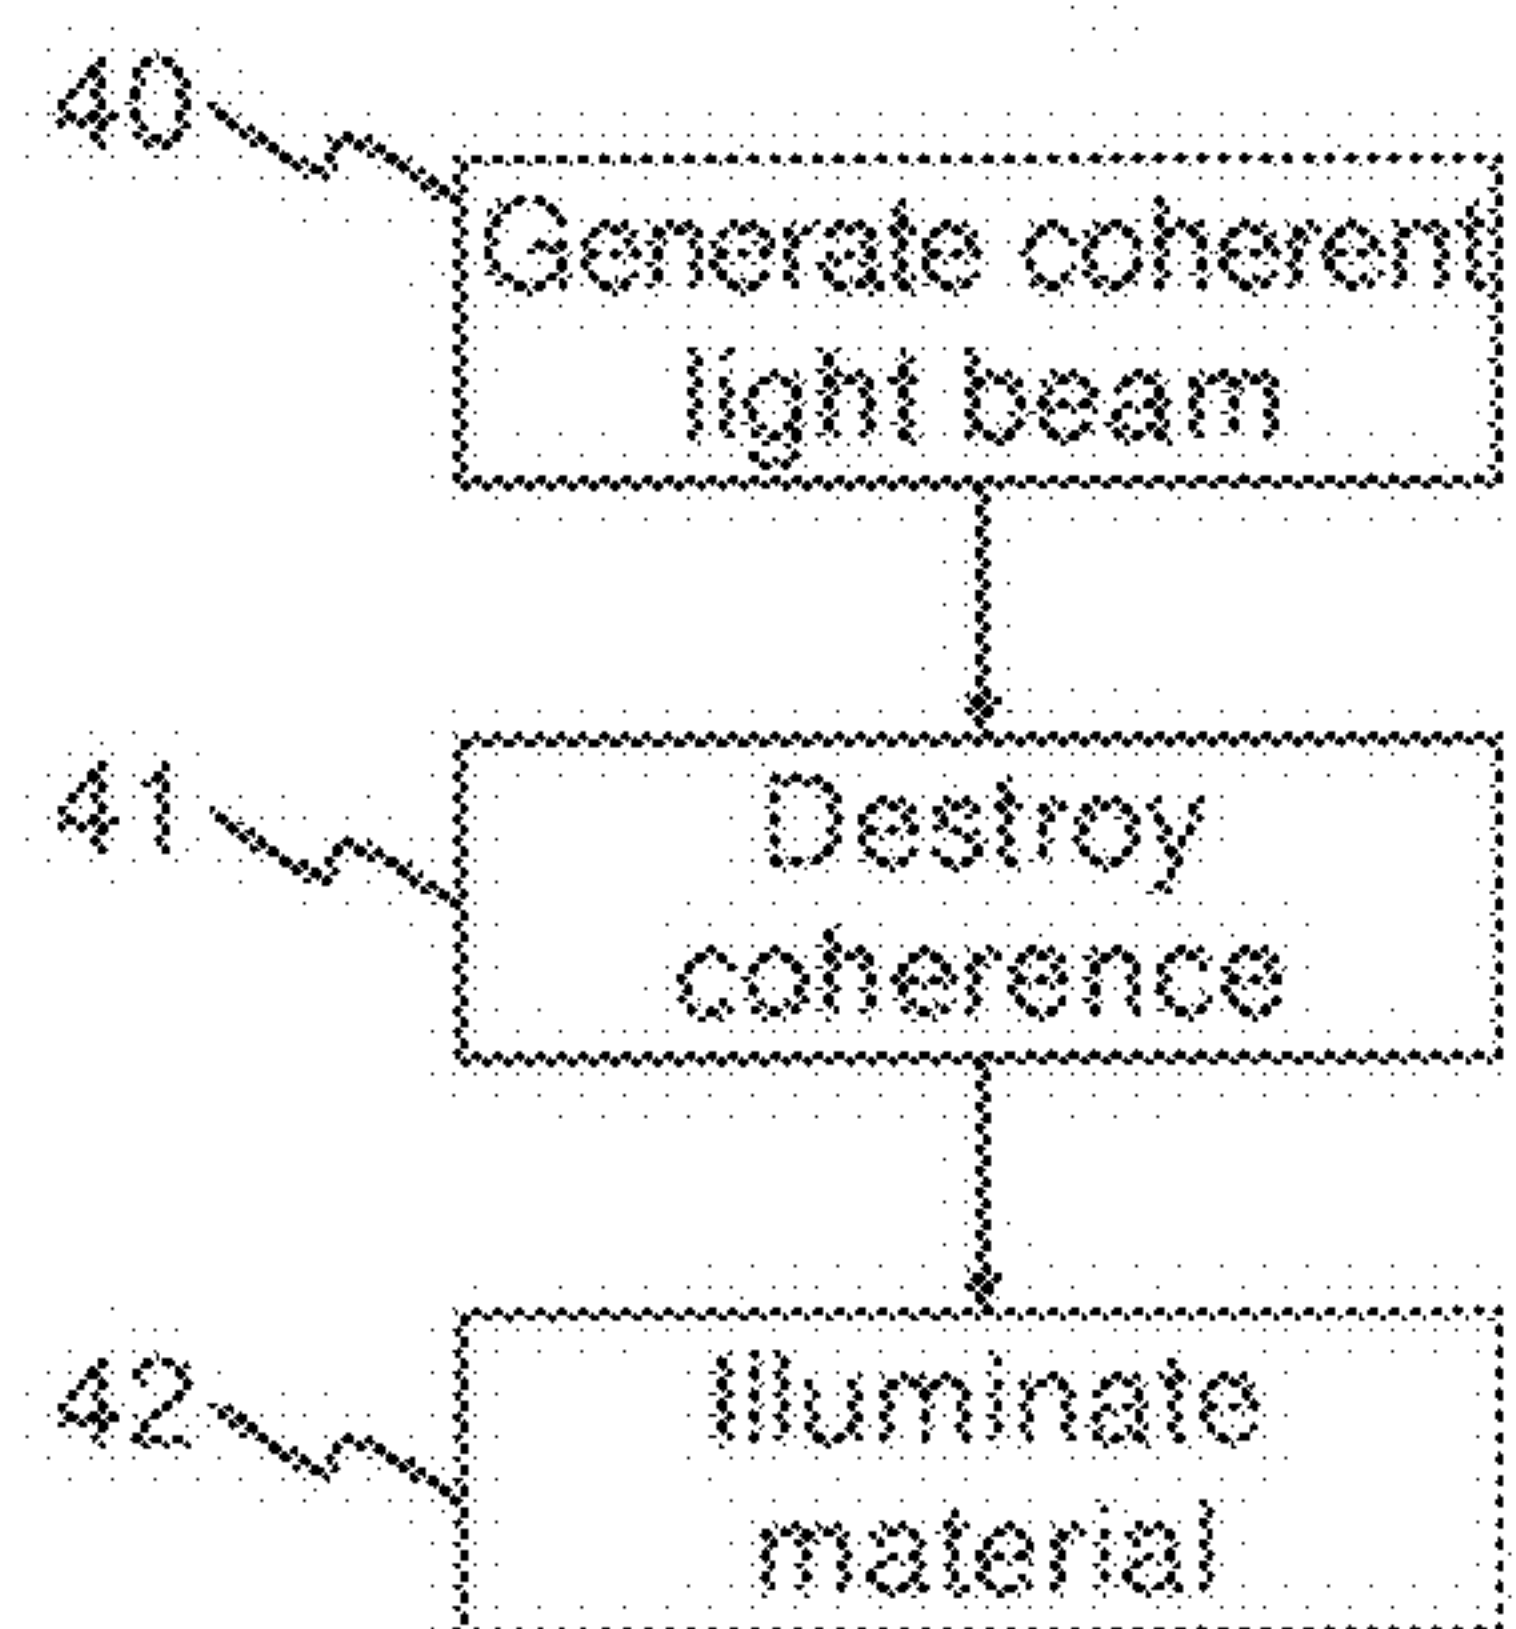 40
Generate coherent
light beam
41
Destroy
coherence
42
Illuminate
material